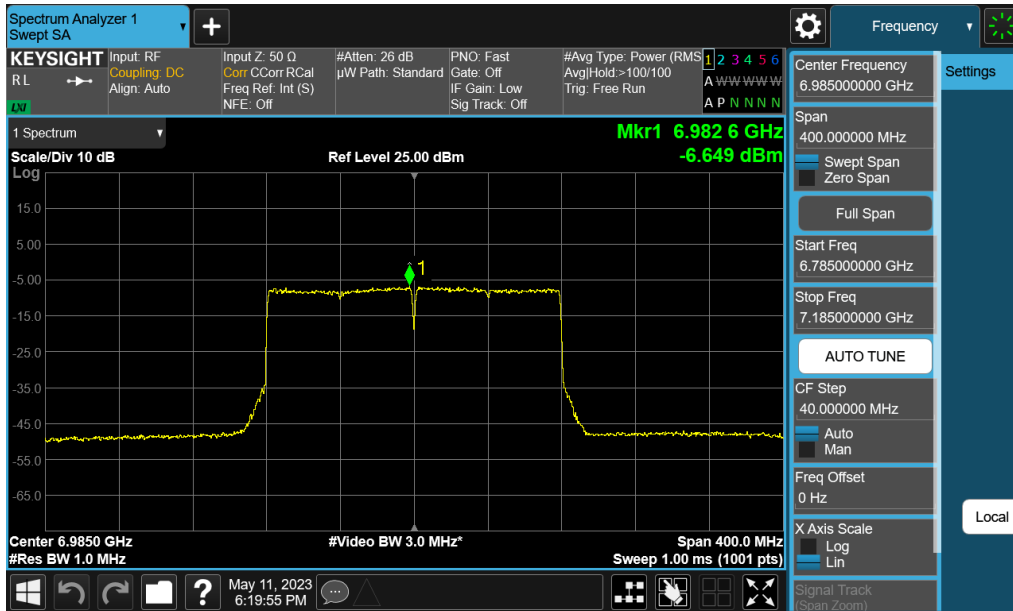 Spectrum Analyzer 1
Swept SA
+
Frequency
KEYSIGHT
RL
LXI
Input: RF
Coupling: DC
Align: Auto
Input Z: 50 Ω
Corr CCorr RCal
Freq Ref: Int (S)
NFE: Off
#Atten: 26 dB
µW Path: Standard
PNO: Fast
Gate: Off
IF Gain: Low
Sig Track: Off
#Avg Type: Power (RMS
Avg|Hold:>100/100
Trig: Free Run
1 2 3 4 5 6
A W W W W W
A P N N N N
1 Spectrum
Scale/Div 10 dB
Log
Ref Level 25.00 dBm
Mkr1 6.982 6 GHz
-6.649 dBm
15.0
5.00
-5.00
-15.0
-25.0
-35.0
-45.0
-55.0
-65.0
1
Center 6.9850 GHz
#Res BW 1.0 MHz
#Video BW 3.0 MHz*
Span 400.0 MHz
Sweep 1.00 ms (1001 pts)
Center Frequency
6.985000000 GHz
Span
400.000000 MHz
Swept Span
Zero Span
Full Span
Start Freq
6.785000000 GHz
Stop Freq
7.185000000 GHz
AUTO TUNE
CF Step
40.000000 MHz
Auto
Man
Freq Offset
0 Hz
X Axis Scale
Log
Lin
Signal Track
(Span Zoom)
Settings
Local
?
May 11, 2023
6:19:55 PM